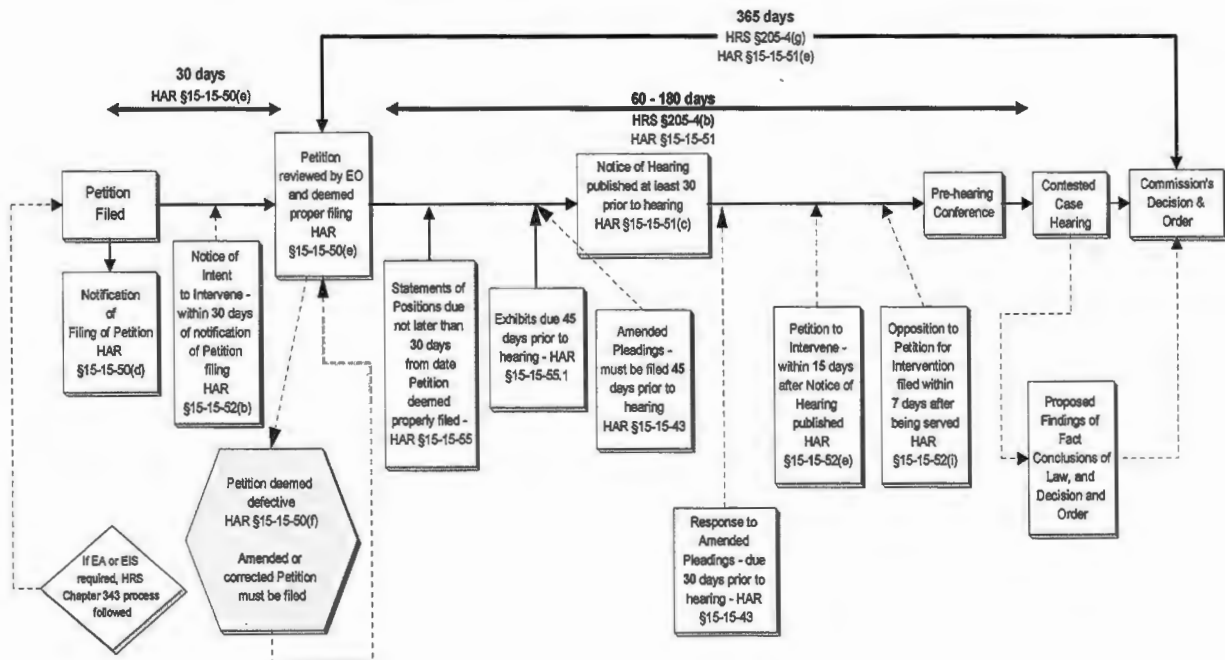 365 days
HRS §205-4(g)
HAR §15-15-51(e)
30 days
HAR §15-15-50(e)
60 - 180 days
HRS §205-4(b)
HAR §15-15-51
Petition
Filed
Petition
reviewed by EO
and deemed
proper filing
HAR
§15-15-50(e)
Notice of Hearing
published at least 30
prior to hearing
HAR §15-15-51(c)
Pre-hearing
Conference
Contested
Case
Hearing
Commission's
Decision &
Order
Notification
of
Filing of Petition
HAR
§15-15-50(d)
Notice of
Intent
to Intervene -
within 30 days
of notification
of Petition
filing
HAR
§15-15-52(b)
Statements of
Positions due
not later than
30 days
from date
Petition
deemed
properly filed -
HAR §15-15-55
Exhibits due 45
days prior to
hearing - HAR
§15-15-55.1
Amended
Pleadings -
must be filed 45
days prior to
hearing
HAR §15-15-43
Petition to
Intervene -
within 15 days
after Notice of
Hearing
published
HAR
§15-15-52(e)
Opposition to
Petition for
Intervention
filed within
7 days after
being served
HAR
§15-15-52(i)
Proposed
Findings of
Fact
Conclusions of
Law, and
Decision and
Order
Petition deemed
defective
HAR §15-15-50(f)
Amended or
corrected Petition
must be filed
Response to
Amended
Pleadings - due
30 days prior to
hearing - HAR
§15-15-43
If EA or EIS
required, HRS
Chapter 343 process
followed